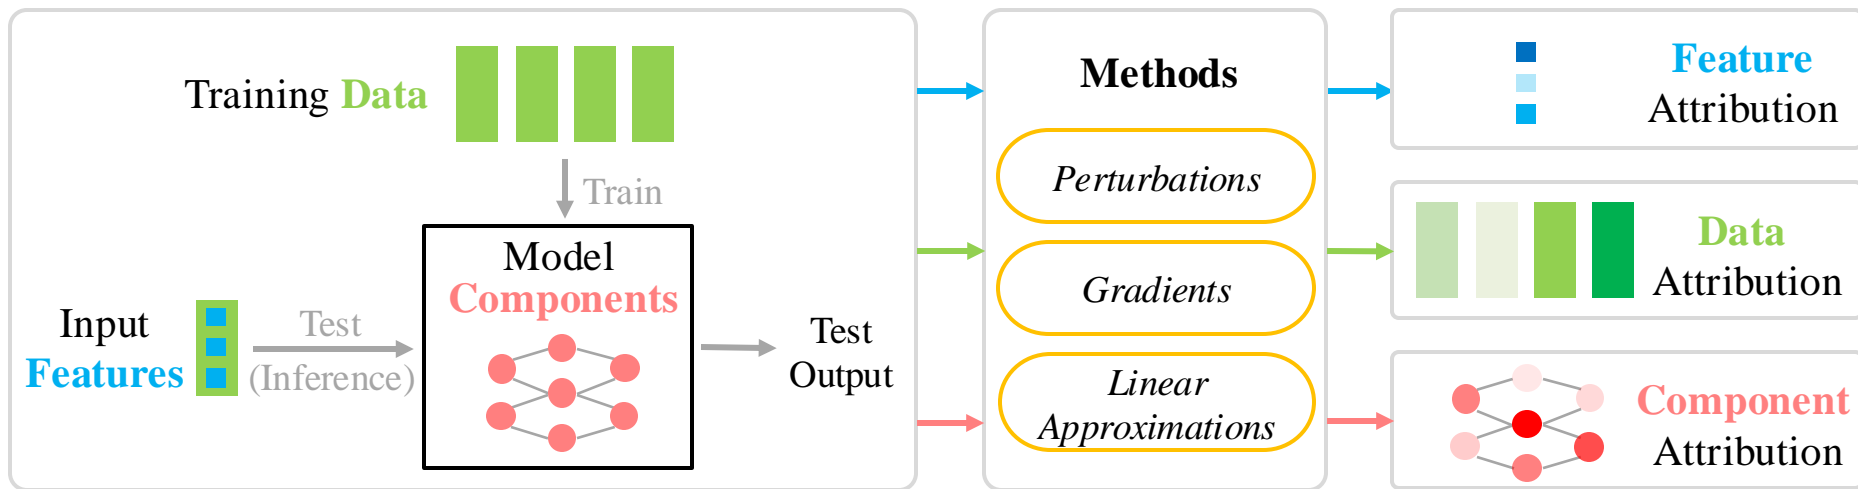 Training Data
Train
Model
Components
Input
Features
Test
(Inference)
Test
Output
Methods
Perturbations
Gradients
Linear
Approximations
Feature
Attribution
Data
Attribution
Component
Attribution